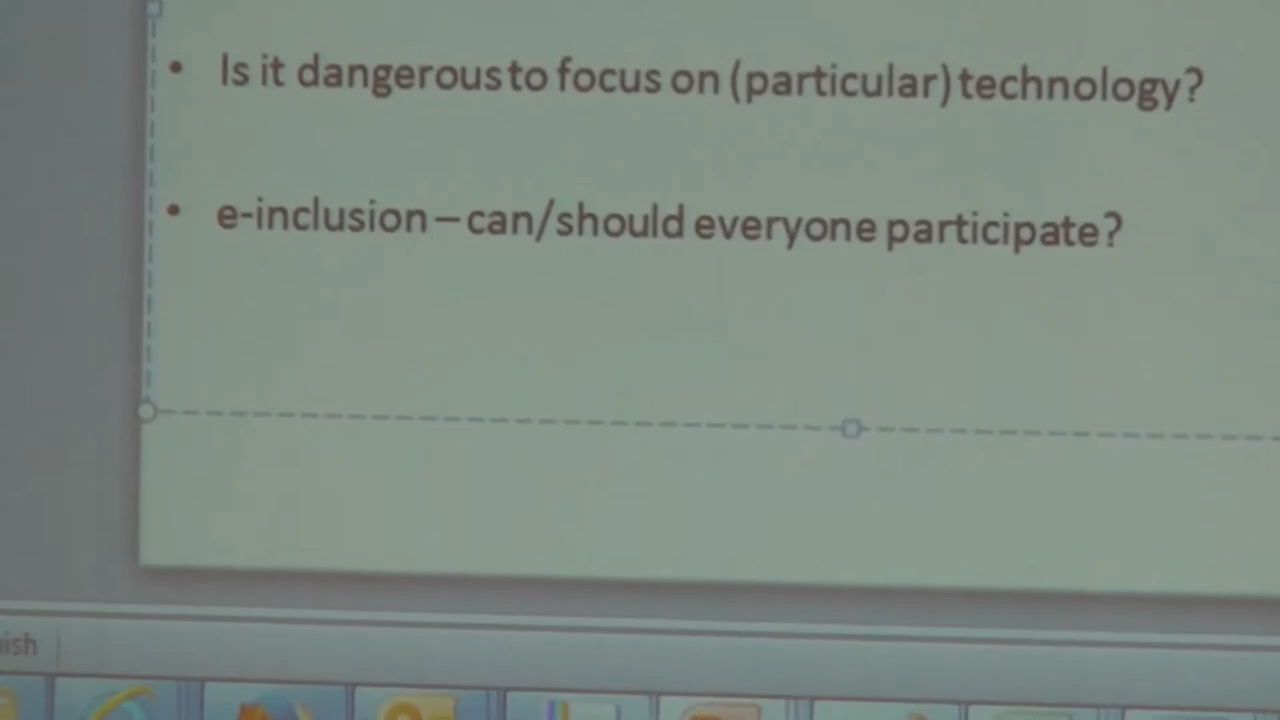 • Is it dangerous to focus on (particular) technology?
• e-inclusion – can/should everyone participate?
ish